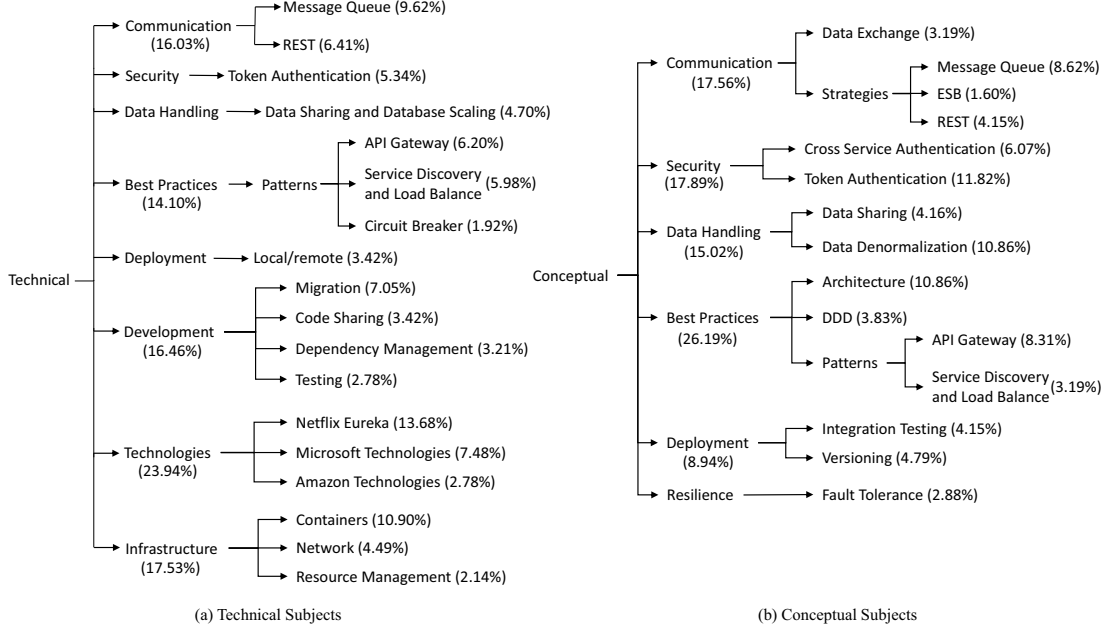 Technical
Communication
(16.03%)
Message Queue (9.62%)
REST (6.41%)
Security
Token Authentication (5.34%)
Data Handling
Data Sharing and Database Scaling (4.70%)
Best Practices
(14.10%)
Patterns
API Gateway (6.20%)
Service Discovery
and Load Balance (5.98%)
Circuit Breaker (1.92%)
Deployment
Local/remote (3.42%)
Development
(16.46%)
Migration (7.05%)
Code Sharing (3.42%)
Dependency Management (3.21%)
Testing (2.78%)
Technologies
(23.94%)
Netflix Eureka (13.68%)
Microsoft Technologies (7.48%)
Amazon Technologies (2.78%)
Infrastructure
(17.53%)
Containers (10.90%)
Network (4.49%)
Resource Management (2.14%)
(a) Technical Subjects
Conceptual
Communication
(17.56%)
Data Exchange (3.19%)
Strategies
Message Queue (8.62%)
ESB (1.60%)
REST (4.15%)
Security
(17.89%)
Cross Service Authentication (6.07%)
Token Authentication (11.82%)
Data Handling
(15.02%)
Data Sharing (4.16%)
Data Denormalization (10.86%)
Best Practices
(26.19%)
Architecture (10.86%)
DDD (3.83%)
Patterns
API Gateway (8.31%)
Service Discovery
and Load Balance (3.19%)
Deployment
(8.94%)
Integration Testing (4.15%)
Versioning (4.79%)
Resilience
Fault Tolerance (2.88%)
(b) Conceptual Subjects